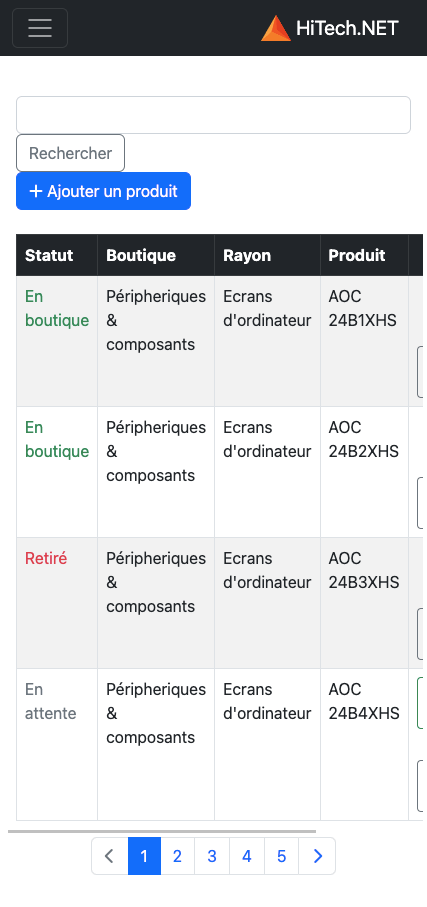 HiTech.NET
Rechercher
+ Ajouter un produit
Statut Boutique Rayon Produit
En boutique Péripheriques & composants Ecrans d'ordinateur AOC 24B1XHS
En boutique Péripheriques & composants Ecrans d'ordinateur AOC 24B2XHS
Retiré Péripheriques & composants Ecrans d'ordinateur AOC 24B3XHS
En attente Péripheriques & composants Ecrans d'ordinateur AOC 24B4XHS
1 2 3 4 5